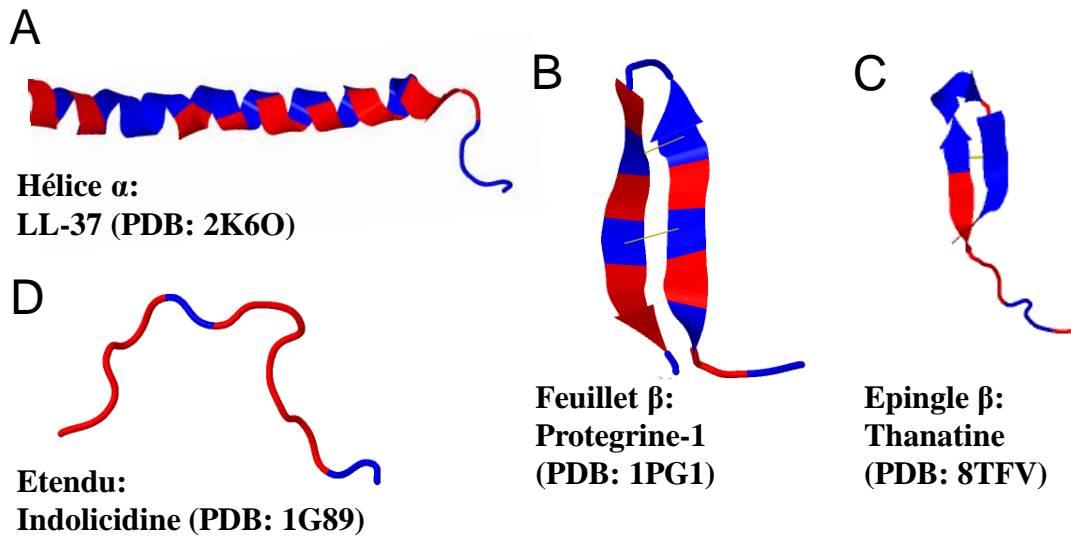 A
Hélice α:
LL-37 (PDB: 2K6O)
B
Feuillet β:
Protegrine-1
(PDB: 1PG1)
C
Epingle β:
Thanatine
(PDB: 8TFV)
D
Etendu:
Indolicidine (PDB: 1G89)